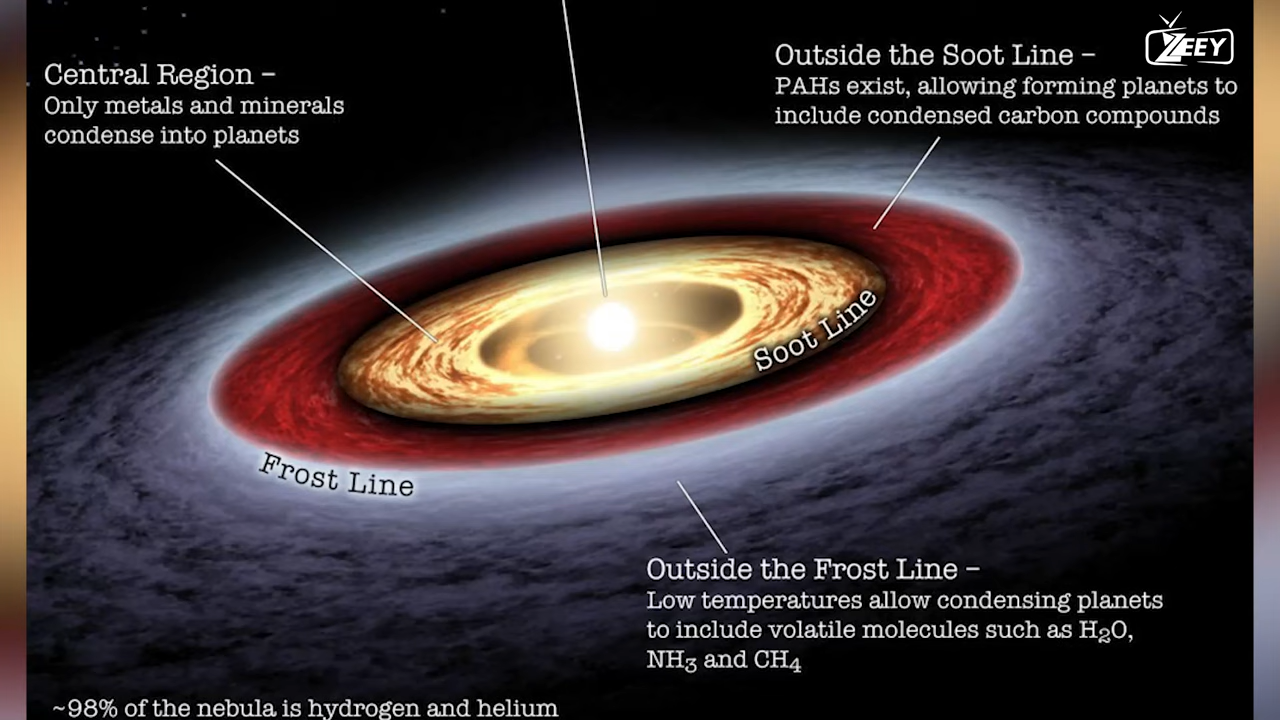 Central Region –
Only metals and minerals
condense into planets
Outside the Soot Line –
PAHs exist, allowing forming planets to
include condensed carbon compounds
ZEEY
Soot Line
Frost Line
Outside the Frost Line –
Low temperatures allow condensing planets
to include volatile molecules such as H₂O,
NH₃ and CH₄
~98% of the nebula is hydrogen and helium